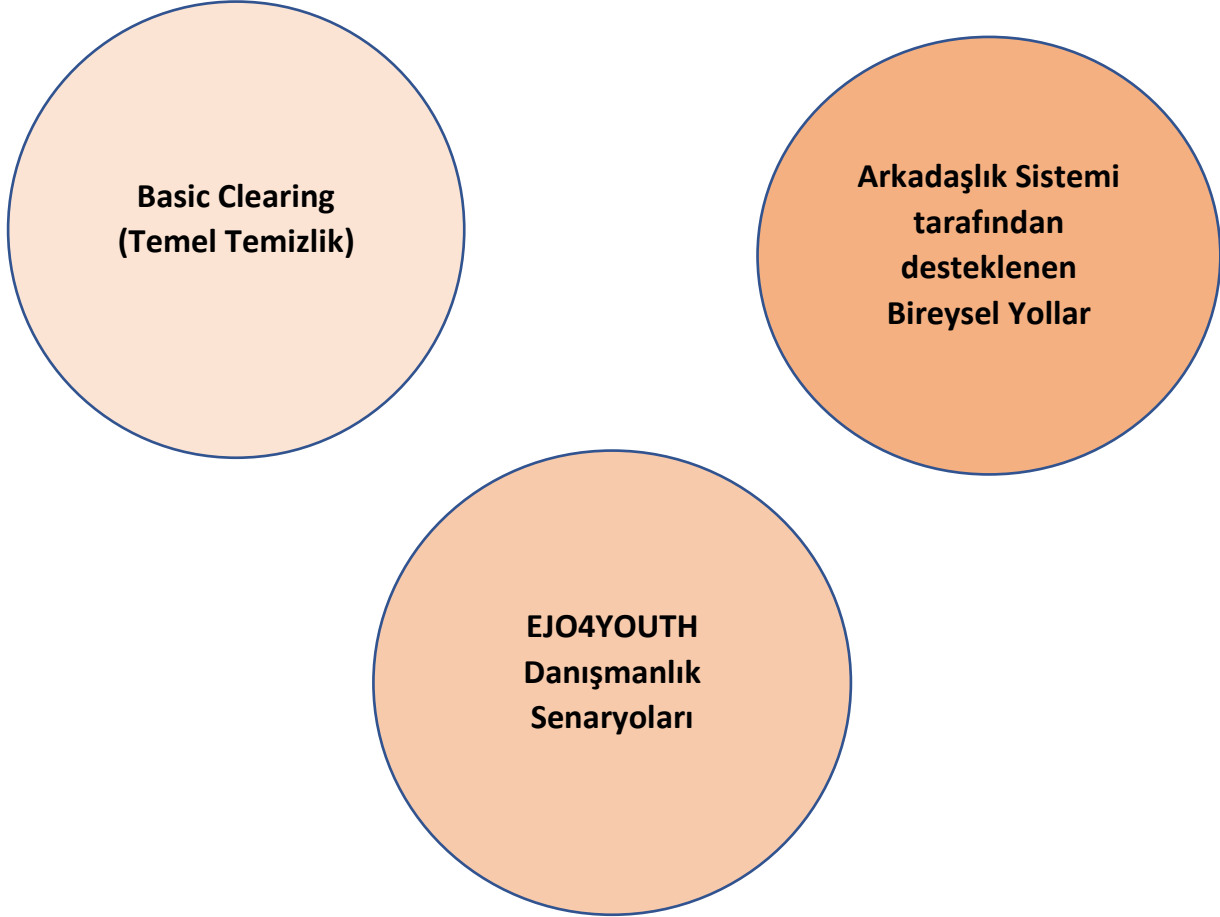 Basic Clearing
(Temel Temizlik)
Arkadaşlık Sistemi
tarafından
desteklenen
Bireysel Yollar
EJO4YOUTH
Danışmanlık
Senaryoları